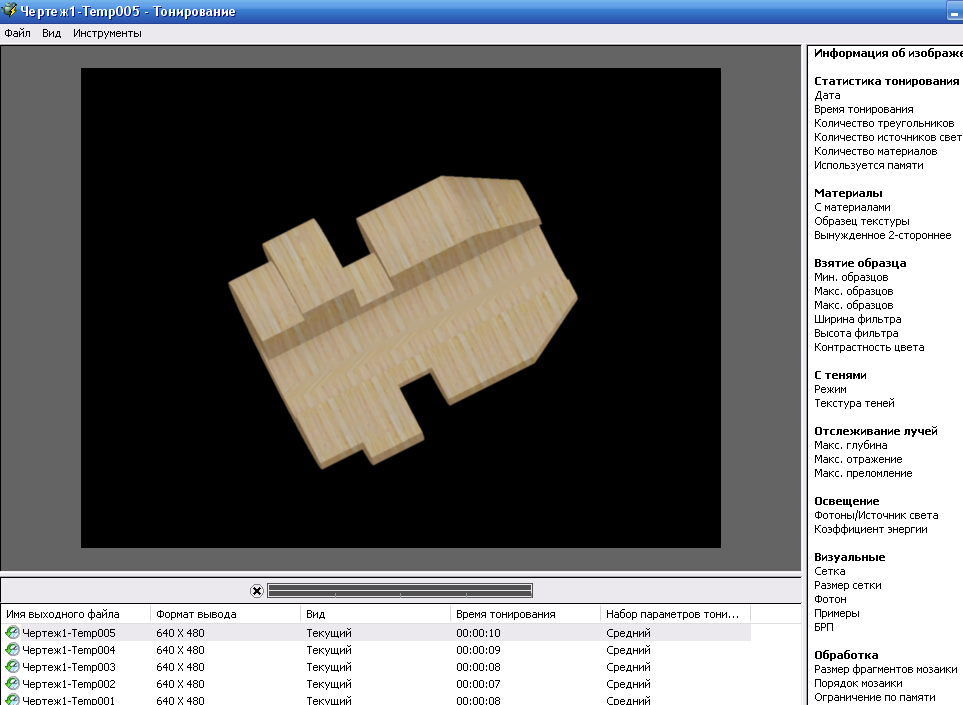 Чертеж1-Temp005 - Тонирование
Файл Вид Инструменты
Информация об изображе
Статистика тонирования
Дата
Время тонирования
Количество треугольников
Количество источников свет
Количество материалов
Используется памяти
Материалы
С материалами
Образец текстуры
Вынужденное 2-стороннее
Взятие образца
Мин. образцов
Макс. образцов
Макс. образцов
Ширина фильтра
Высота фильтра
Контрастность цвета
С тенями
Режим
Текстура теней
Отслеживание лучей
Макс. глубина
Макс. отражение
Макс. преломление
Освещение
Фотоны/Источник света
Коэффициент энергии
Визуальные
Сетка
Размер сетки
Фотон
Примеры
БРП
Обработка
Размер фрагментов мозаики
Порядок мозаики
Ограничение по памяти
Имя выходного файла Формат вывода Вид Время тонирования Набор параметров тони...
Чертеж1-Temp005 640 X 480 Текущий 00:00:10 Средний
Чертеж1-Temp004 640 X 480 Текущий 00:00:09 Средний
Чертеж1-Temp003 640 X 480 Текущий 00:00:08 Средний
Чертеж1-Temp002 640 X 480 Текущий 00:00:07 Средний
Чертеж1-Temp001 640 X 480 Текущий 00:00:08 Средний